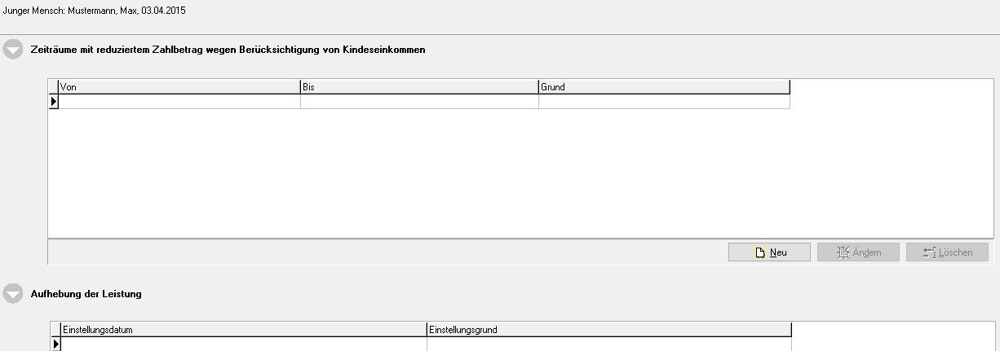 Junger Mensch: Mustermann, Max, 03.04.2015
Zeiträume mit reduziertem Zahlbetrag wegen Berücksichtigung von Kindeseinkommen
Von Bis Grund
Neu Ändern Löschen
Aufhebung der Leistung
Einstellungsdatum Einstellungsgrund